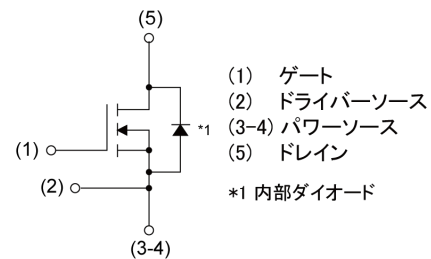 (5)
(1) ゲート
(2) ドライバーソース
(3-4) パワーソース
(5) ドレイン
*1 内部ダイオード
*1
(1)
(2)
(3-4)